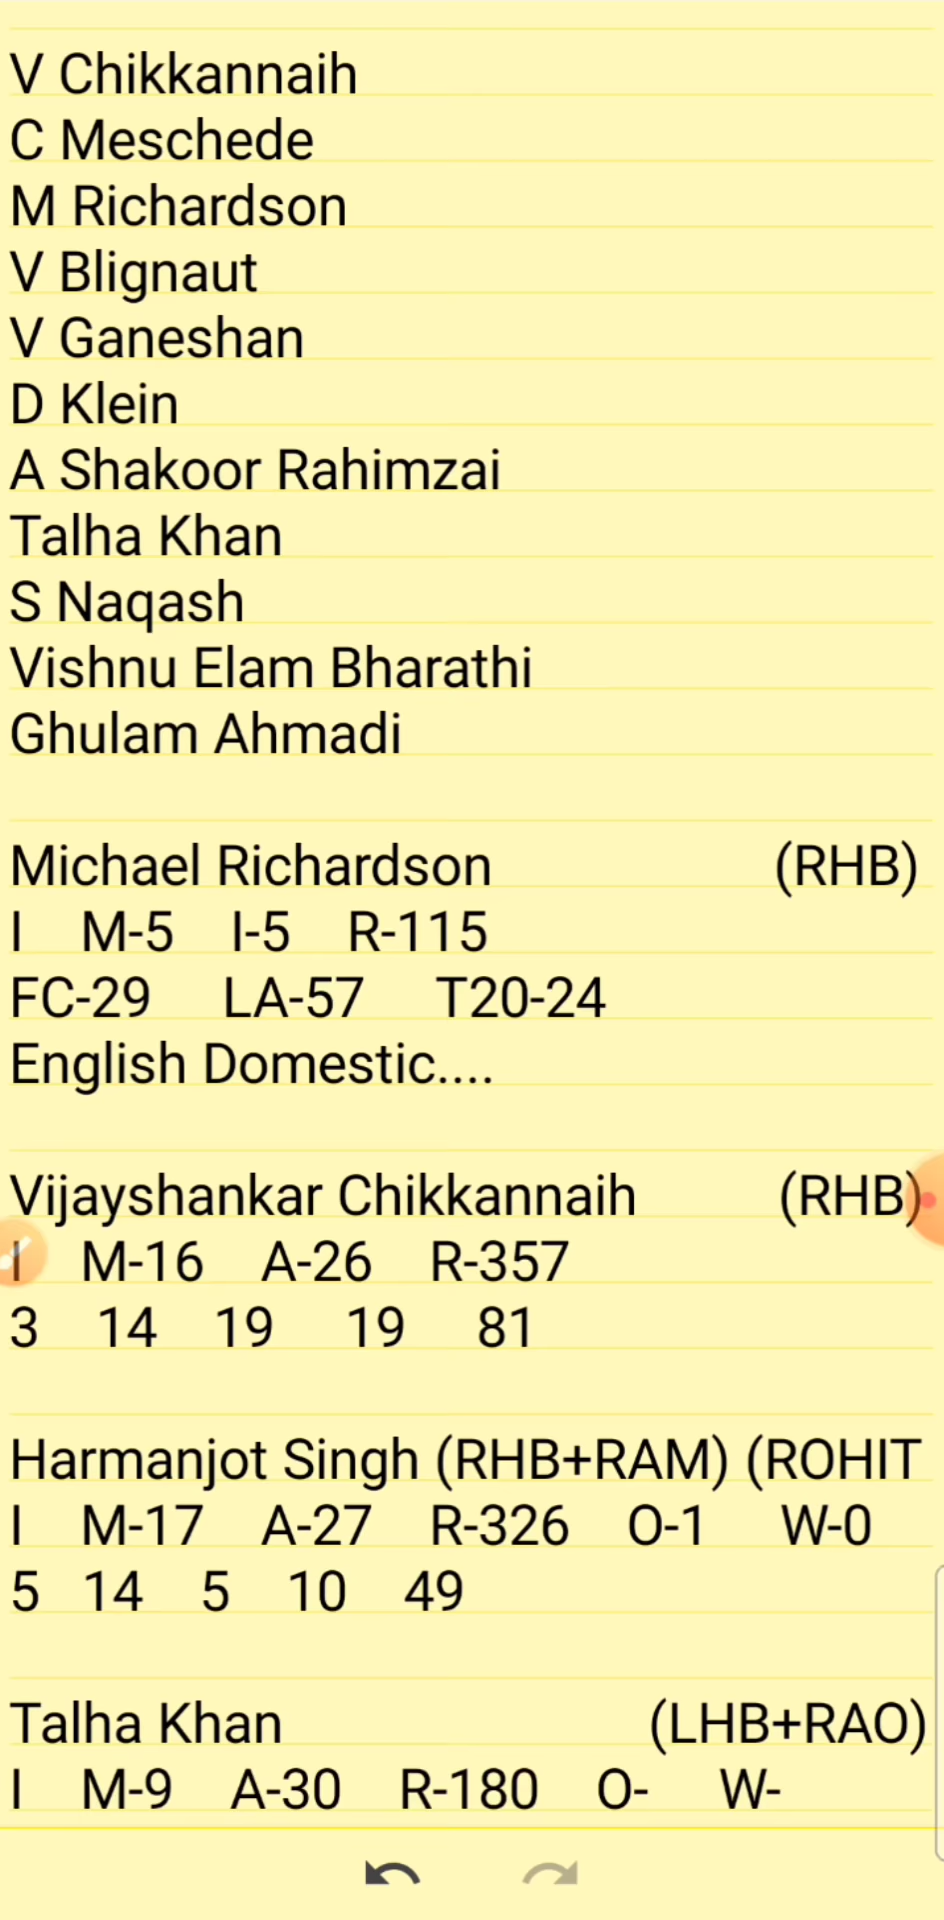 V Chikkannaih
C Meschede
M Richardson
V Blignaut
V Ganeshan
D Klein
A Shakoor Rahimzai
Talha Khan
S Naqash
Vishnu Elam Bharathi
Ghulam Ahmadi
Michael Richardson (RHB)
I M-5 I-5 R-115
FC-29 LA-57 T20-24
English Domestic....
Vijayshankar Chikkannaih (RHB)
I M-16 A-26 R-357
3 14 19 19 81
Harmanjot Singh (RHB+RAM) (ROHIT
I M-17 A-27 R-326 O-1 W-0
5 14 5 10 49
Talha Khan (LHB+RAO)
I M-9 A-30 R-180 O- W-